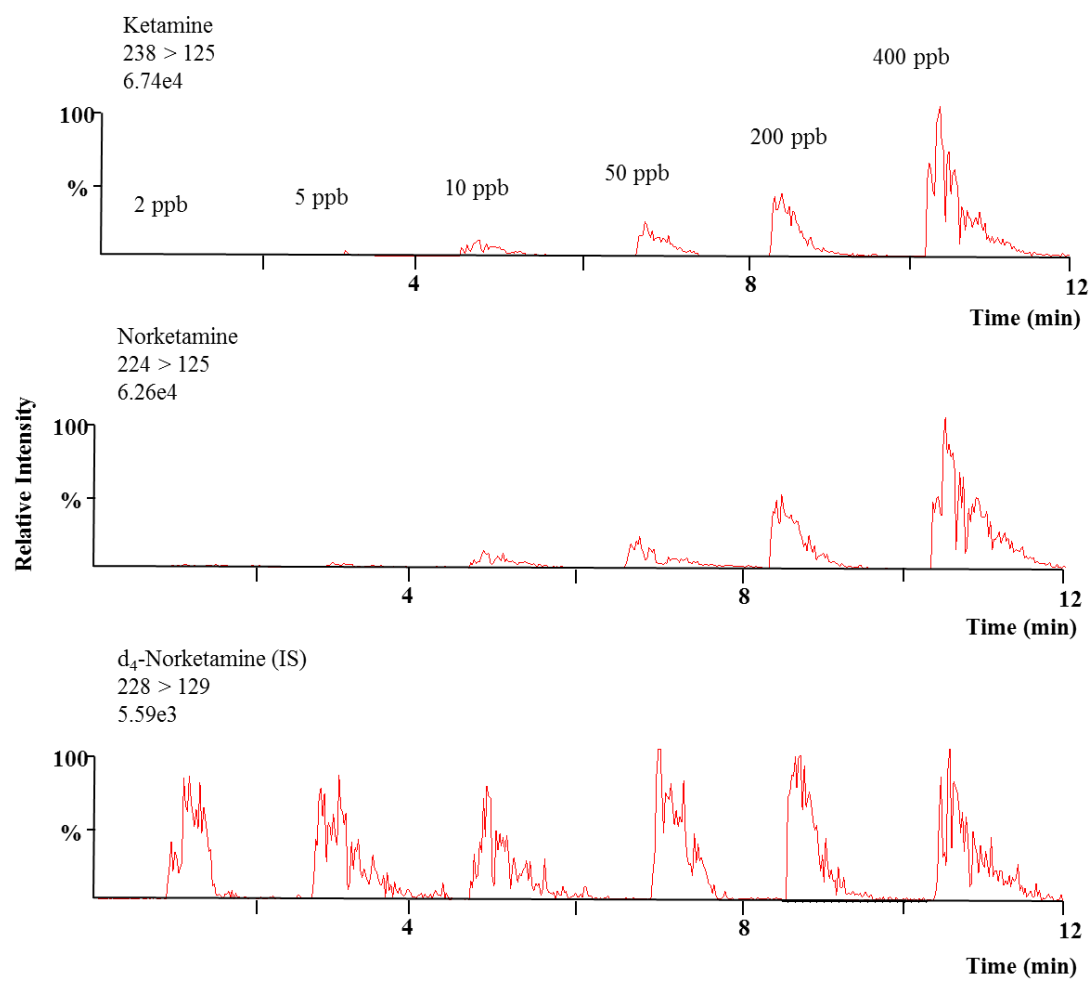 Ketamine
238 > 125
6.74e4
400 ppb
200 ppb
50 ppb
10 ppb
5 ppb
2 ppb
100
%
4
8
12
Time (min)
Norketamine
224 > 125
6.26e4
Relative Intensity
100
%
4
8
12
Time (min)
d₄-Norketamine (IS)
228 > 129
5.59e3
100
%
4
8
12
Time (min)